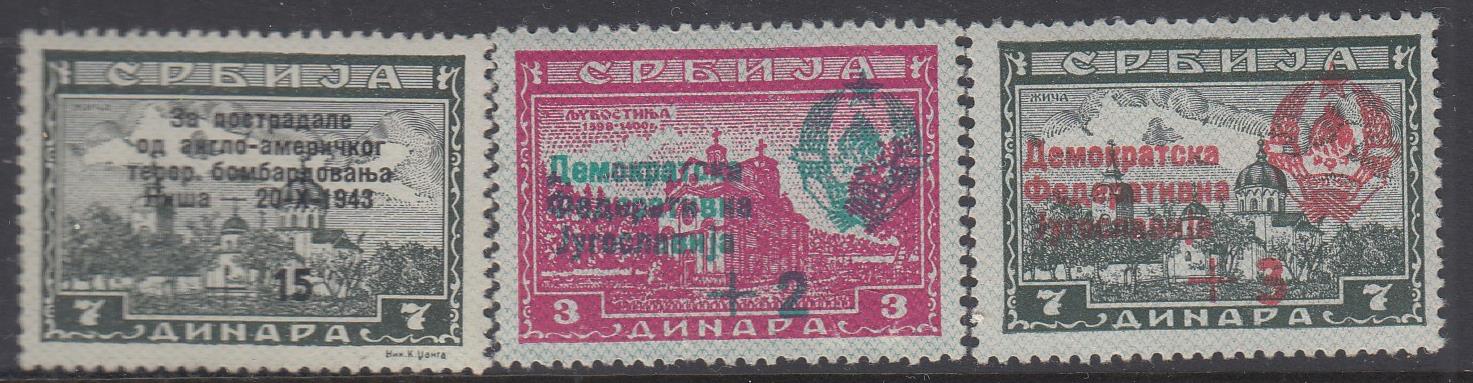 СРБИЈА
ЖИЧА
За пострадале
од англо-америчког
терор. бомбардовања
Ниша - 20-X-1943
+ 15
7 7
ДИНАРА
СРБИЈА
ЉУБОСТИЊА
Демократска
Федеративна
Југославија
+ 2
3 3
ДИНАРА
СРБИЈА
ЖИЧА
Демократска
Федеративна
Југославија
+ 3
7 7
ДИНАРА